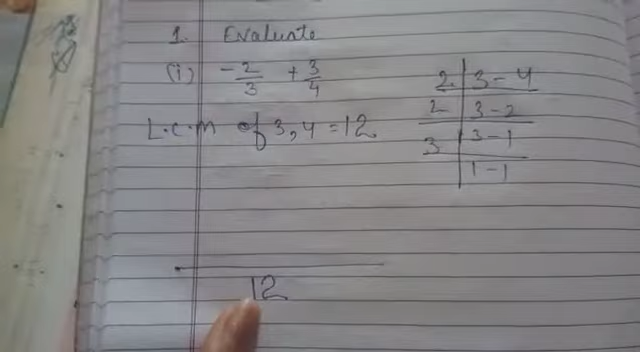 1. Evaluate
(i) -2/3 + 3/4
L.C.M of 3,4 = 12
2 | 3 - 4
2 | 3 - 2
3 | 3 - 1
1 - 1
12